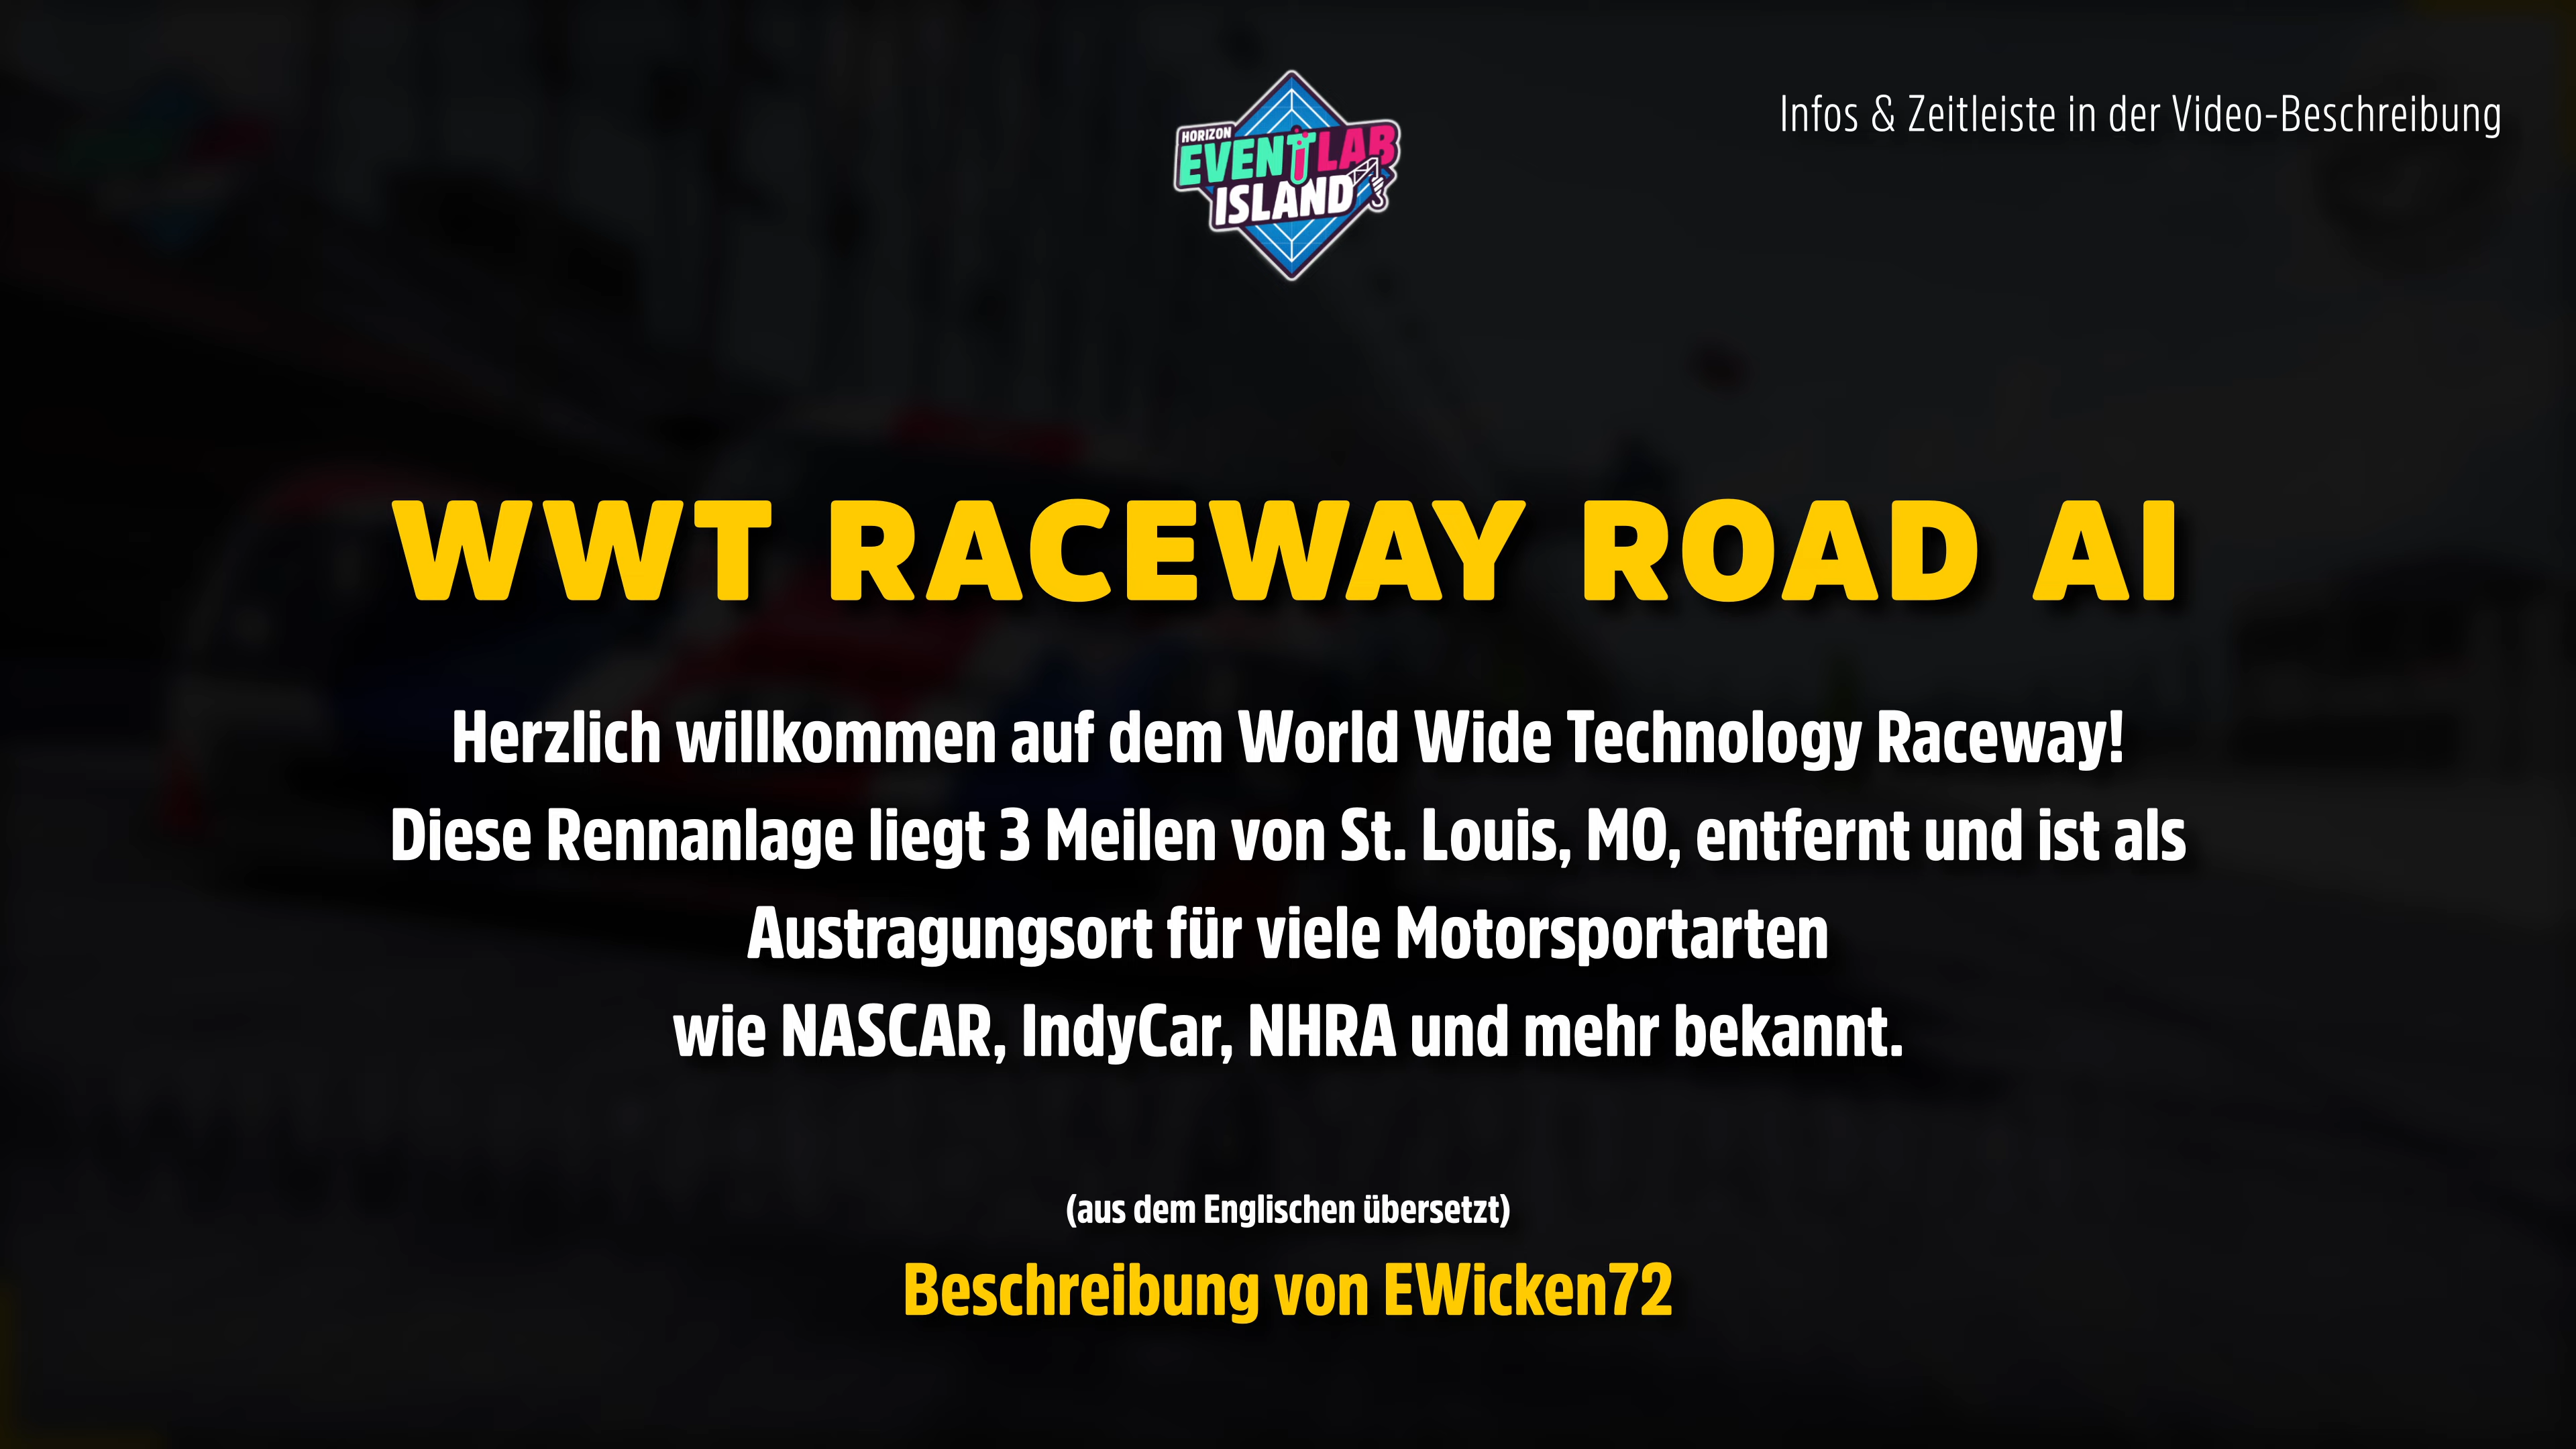 HORIZON
EVENTLAB
ISLAND
Infos & Zeitleiste in der Video-Beschreibung
WWT RACEWAY ROAD AI
Herzlich willkommen auf dem World Wide Technology Raceway!
Diese Rennanlage liegt 3 Meilen von St. Louis, MO, entfernt und ist als
Austragungsort für viele Motorsportarten
wie NASCAR, IndyCar, NHRA und mehr bekannt.
(aus dem Englischen übersetzt)
Beschreibung von EWicken72